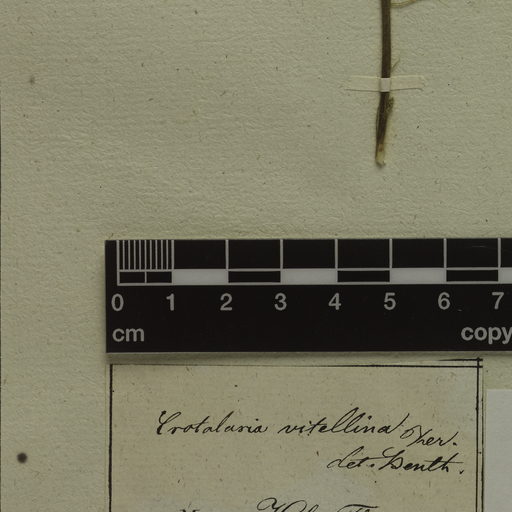 0 1 2 3 4 5 6 7
cm copy
Crotalaria vitellina Ker.
det. Benth.